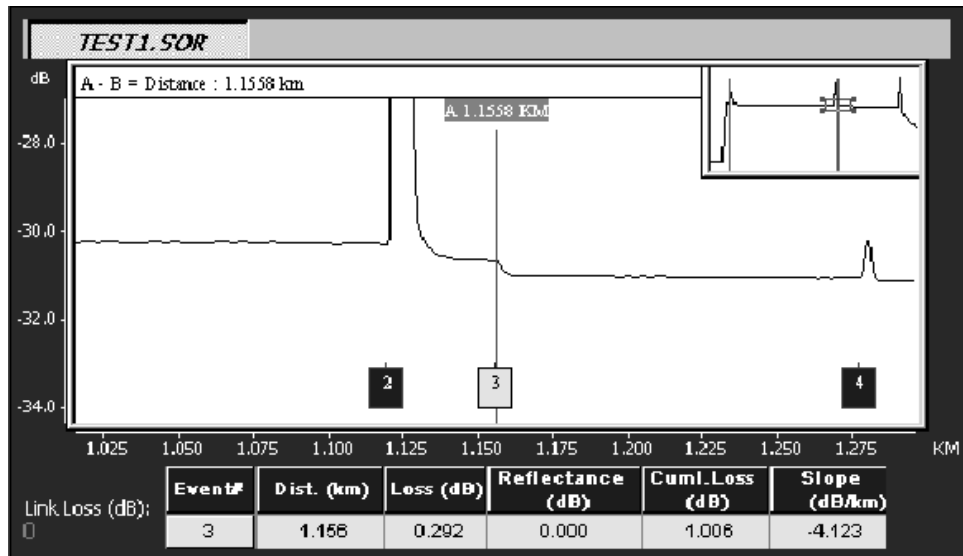 TEST1.SOR
dB
A - B = Distance : 1.1558 km
A 1.1558 KM
-28.0
-30.0
-32.0
-34.0
2
3
4
1.025 1.050 1.075 1.100 1.125 1.150 1.175 1.200 1.225 1.250 1.275 KM
Link Loss (dB):
0
Event# Dist. (km) Loss (dB) Reflectance (dB) Cuml.Loss (dB) Slope (dB/km)
3 1.156 0.292 0.000 1.006 -4.123